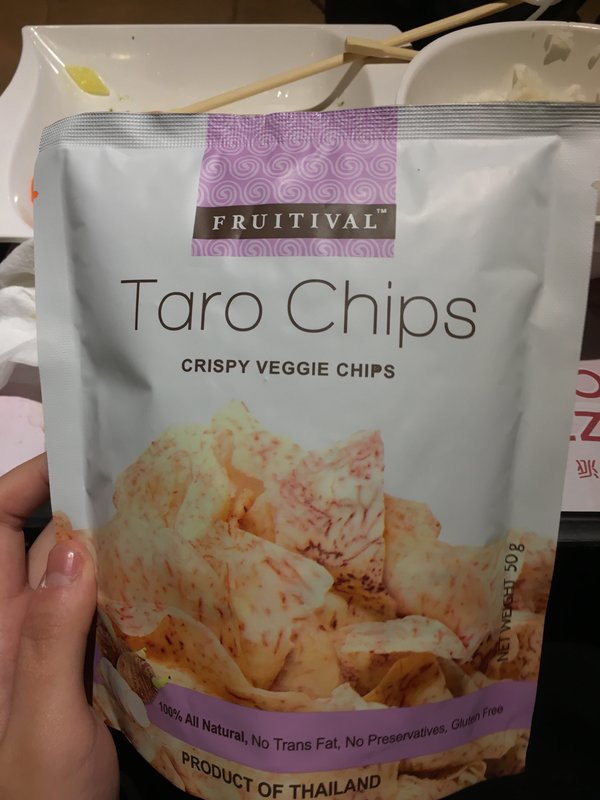 FRUITIVAL™
Taro Chips
CRISPY VEGGIE CHIPS
NET WEIGHT 50g
100% All Natural, No Trans Fat, No Preservatives, Gluten Free
PRODUCT OF THAILAND